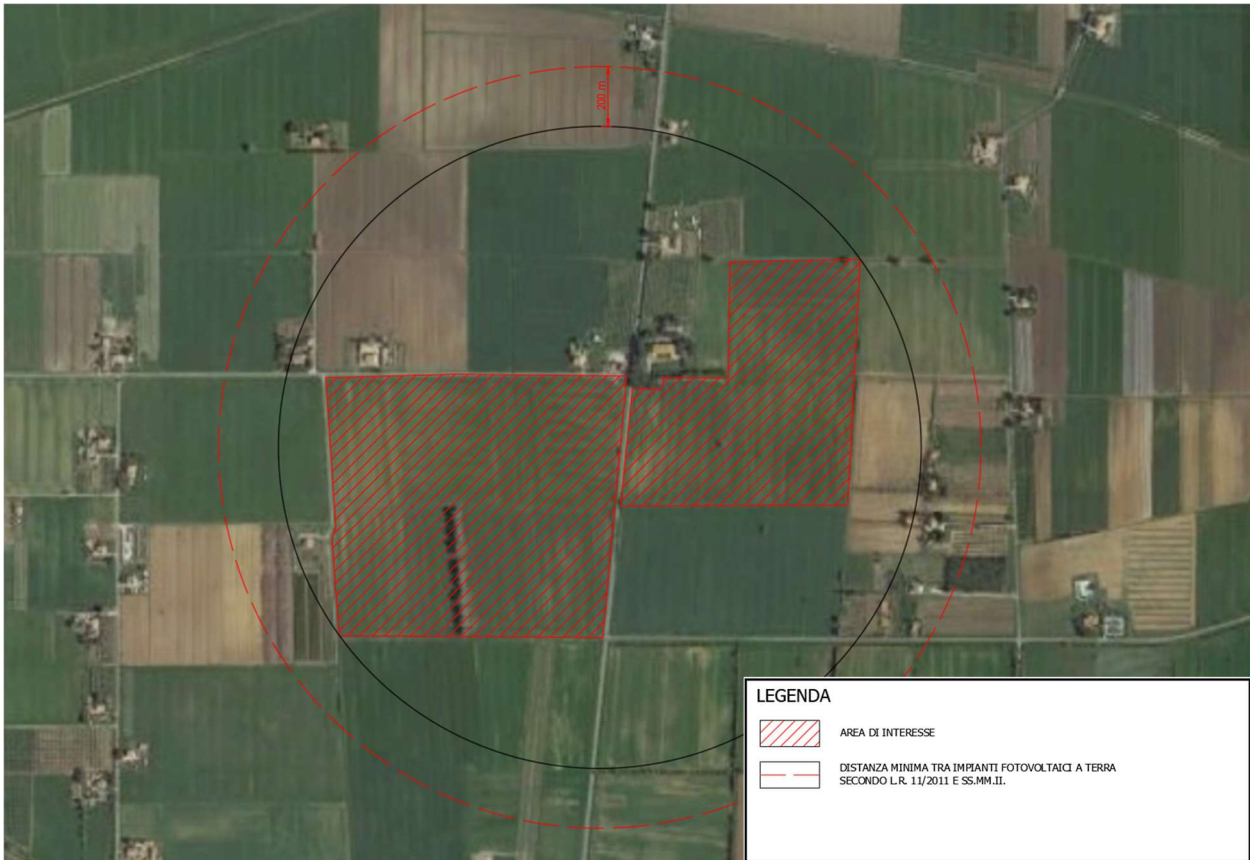 200 m
LEGENDA
AREA DI INTERESSE
DISTANZA MINIMA TRA IMPIANTI FOTOVOLTAICI A TERRA
SECONDO L.R. 11/2011 E SS.MM.II.